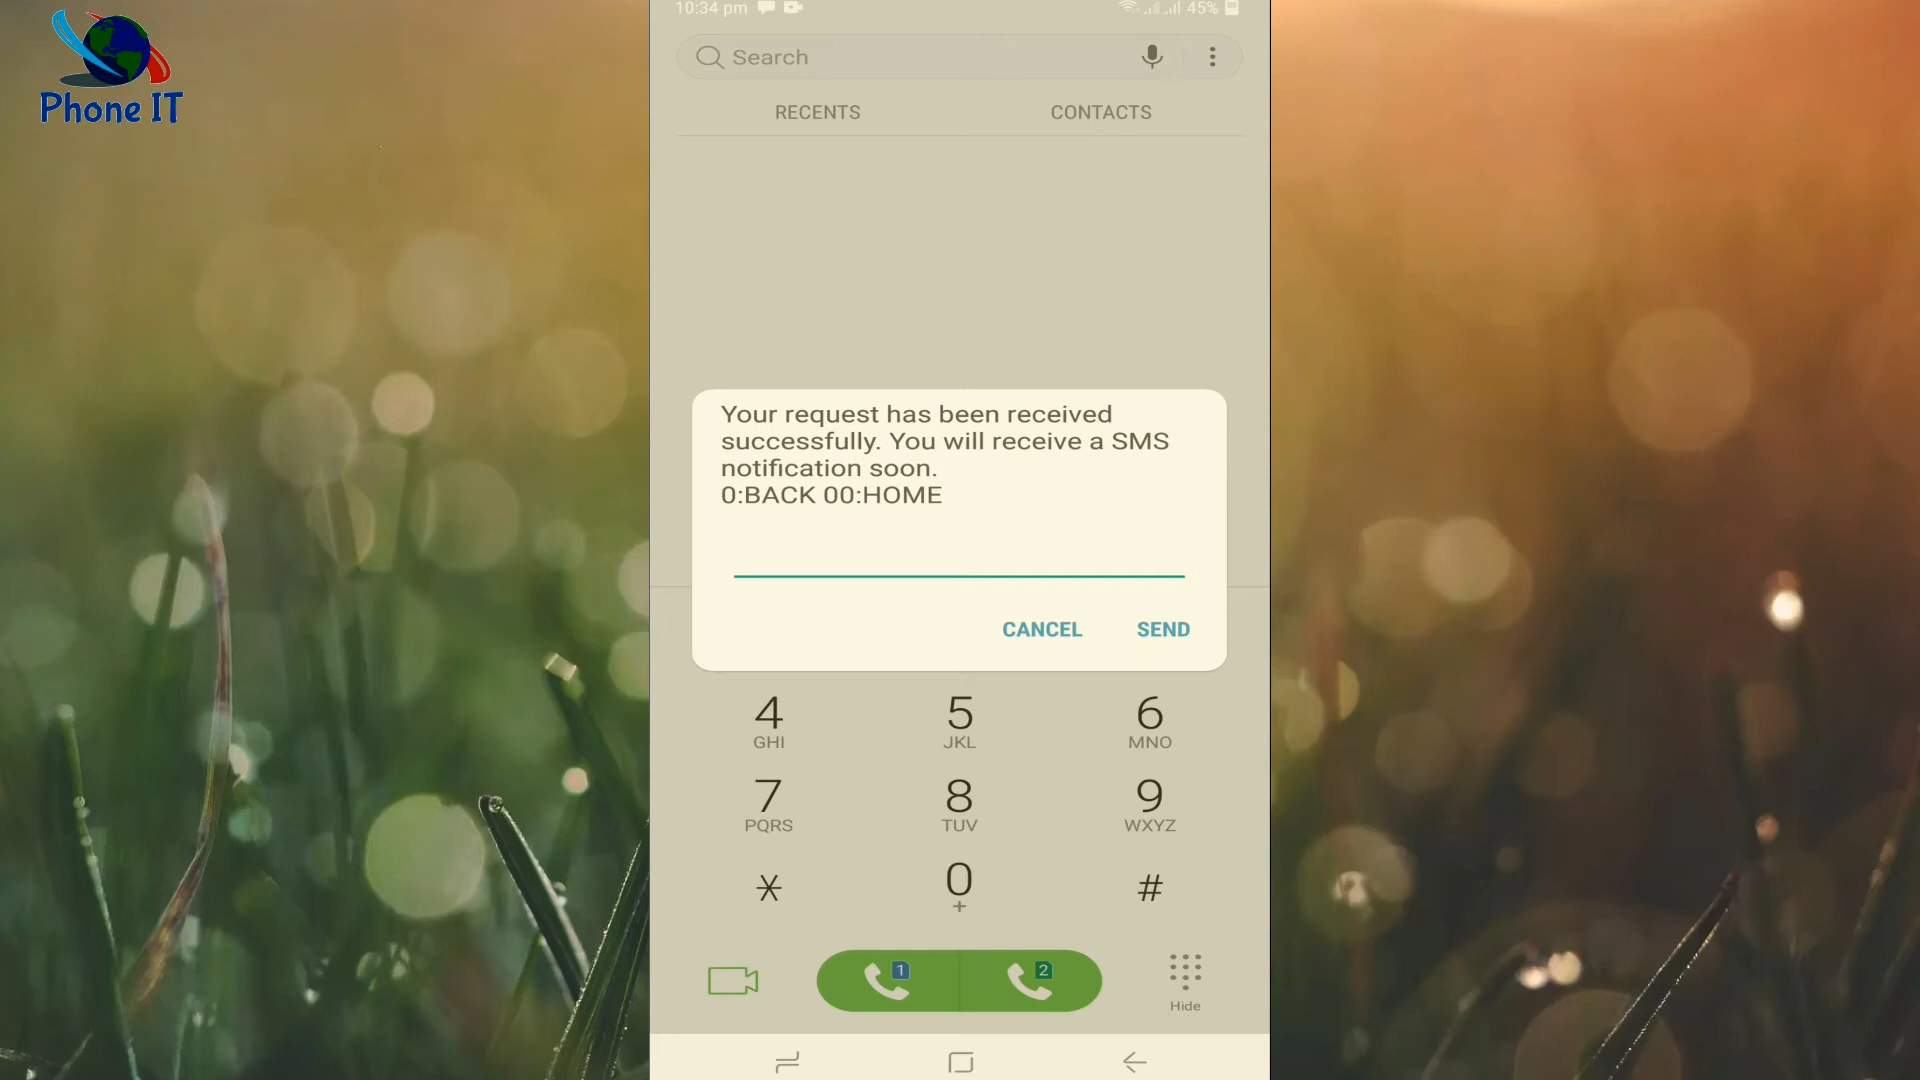 Phone IT
10:34 pm 45%
Search
RECENTS CONTACTS
Your request has been received
successfully. You will receive a SMS
notification soon.
0:BACK 00:HOME
CANCEL SEND
4 5 6
GHI JKL MNO
7 8 9
PQRS TUV WXYZ
* 0 #
+
1 2
Hide